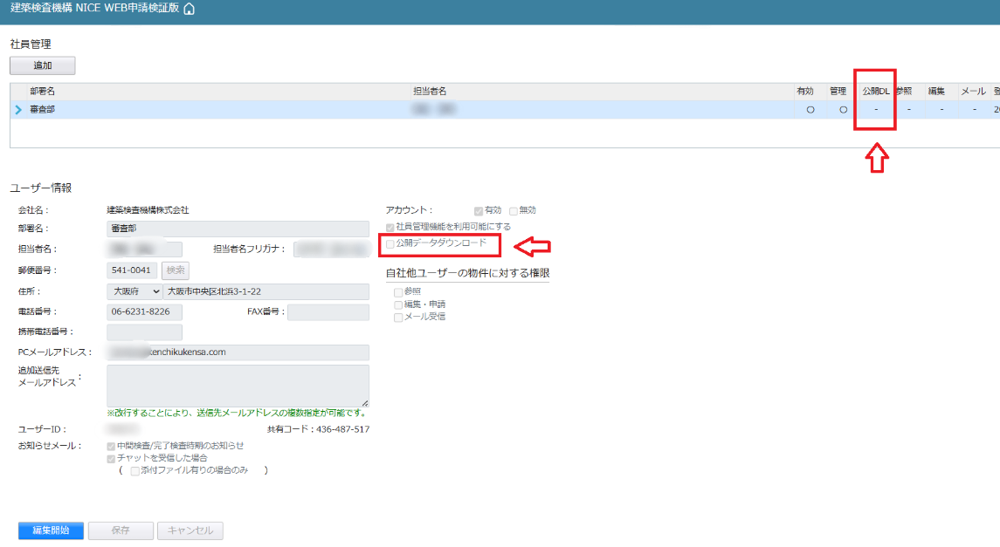 建築検査機構 NICE WEB申請検証版
社員管理
追加
部署名 担当者名 有効 管理 公開DL 参照 編集 メール
審査部 〇 〇 - - - -
ユーザー情報
会社名： 建築検査機構株式会社
部署名： 審査部
担当者名： 担当者名フリガナ：
郵便番号： 541-0041 検索
住所： 大阪府 大阪市中央区北浜3-1-22
電話番号： 06-6231-8226 FAX番号：
携帯電話番号：
PCメールアドレス： kenchikukensa.com
追加送信先
メールアドレス：
※改行することにより、送信先メールアドレスの複数指定が可能です。
ユーザーID： 共有コード：436-487-517
お知らせメール： 中間検査/完了検査時期のお知らせ
チャットを受信した場合
( 添付ファイル有りの場合のみ )
アカウント： 有効 無効
社員管理機能を利用可能にする
公開データダウンロード
自社他ユーザーの物件に対する権限
参照
編集・申請
メール受信
編集開始 保存 キャンセル